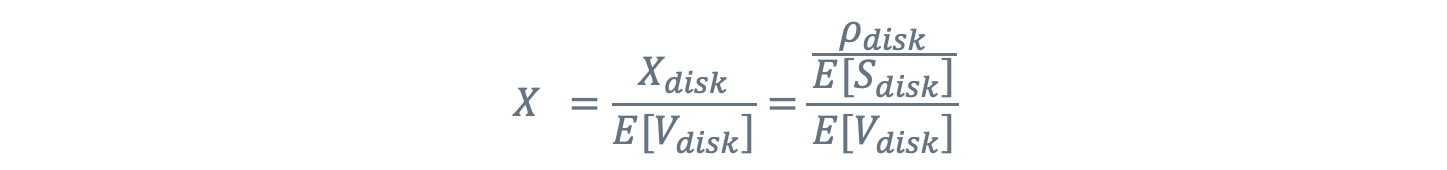 X = X_disk / E[V_disk] = (ρ_disk / E[S_disk]) / E[V_disk]